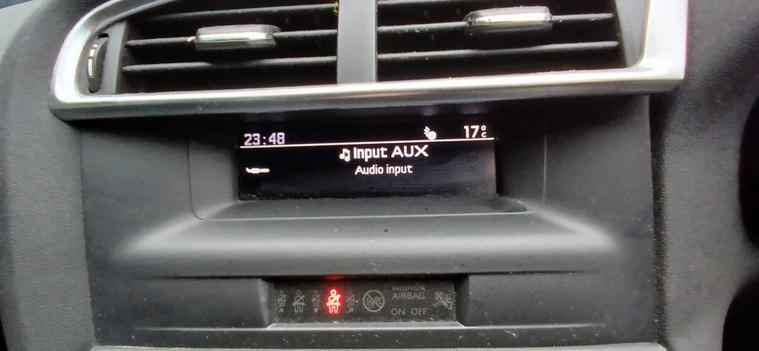 23:48
17°C
Input AUX
Audio input
PASSENGER
AIRBAG
ON OFF